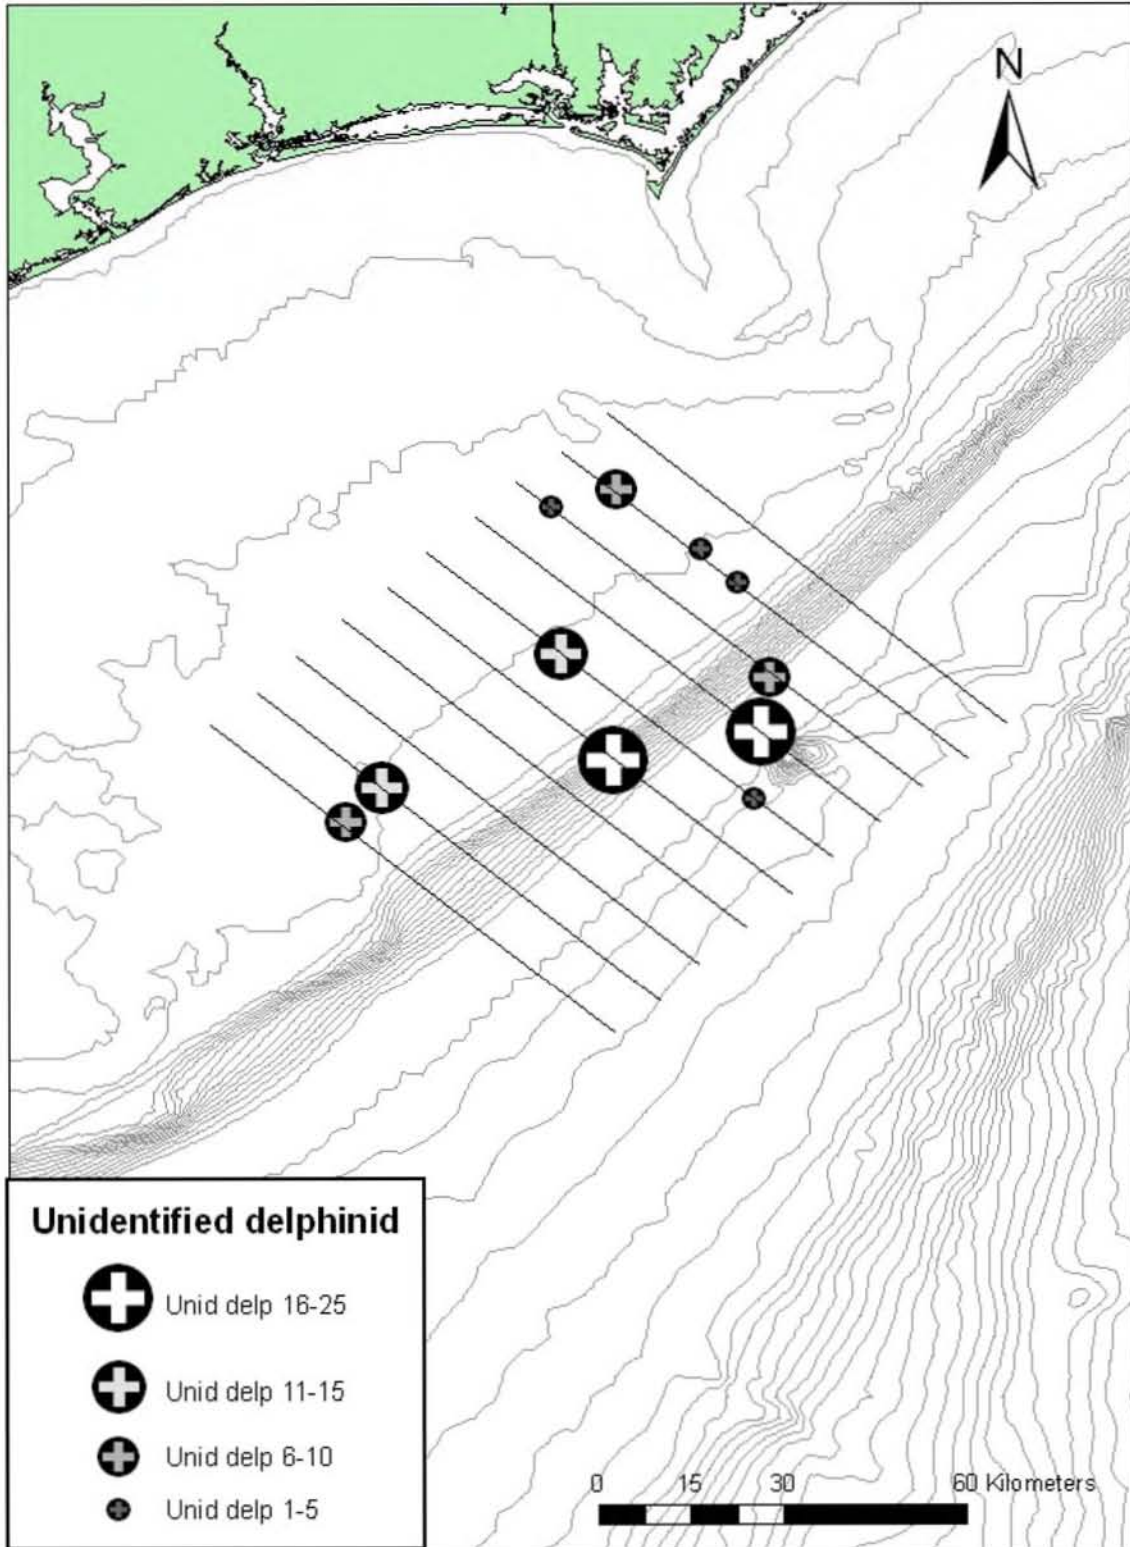 N
Unidentified delphinid
Unid delp 16-25
Unid delp 11-15
Unid delp 6-10
Unid delp 1-5
0 15 30 60 Kilometers